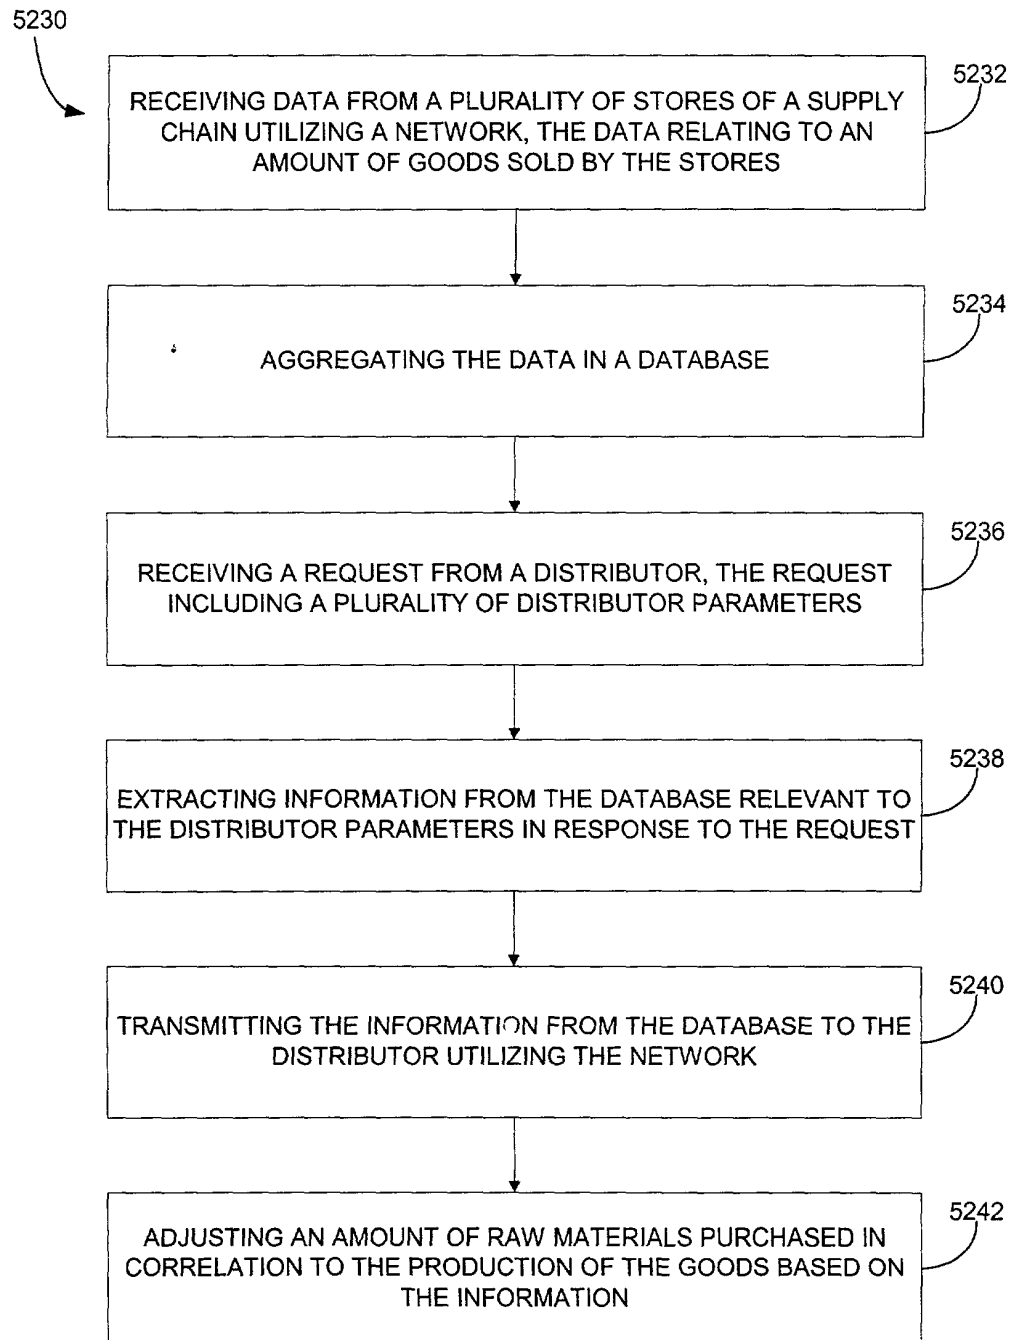 5230
5232
RECEIVING DATA FROM A PLURALITY OF STORES OF A SUPPLY
CHAIN UTILIZING A NETWORK, THE DATA RELATING TO AN
AMOUNT OF GOODS SOLD BY THE STORES
5234
AGGREGATING THE DATA IN A DATABASE
5236
RECEIVING A REQUEST FROM A DISTRIBUTOR, THE REQUEST
INCLUDING A PLURALITY OF DISTRIBUTOR PARAMETERS
5238
EXTRACTING INFORMATION FROM THE DATABASE RELEVANT TO
THE DISTRIBUTOR PARAMETERS IN RESPONSE TO THE REQUEST
5240
TRANSMITTING THE INFORMATION FROM THE DATABASE TO THE
DISTRIBUTOR UTILIZING THE NETWORK
5242
ADJUSTING AN AMOUNT OF RAW MATERIALS PURCHASED IN
CORRELATION TO THE PRODUCTION OF THE GOODS BASED ON
THE INFORMATION